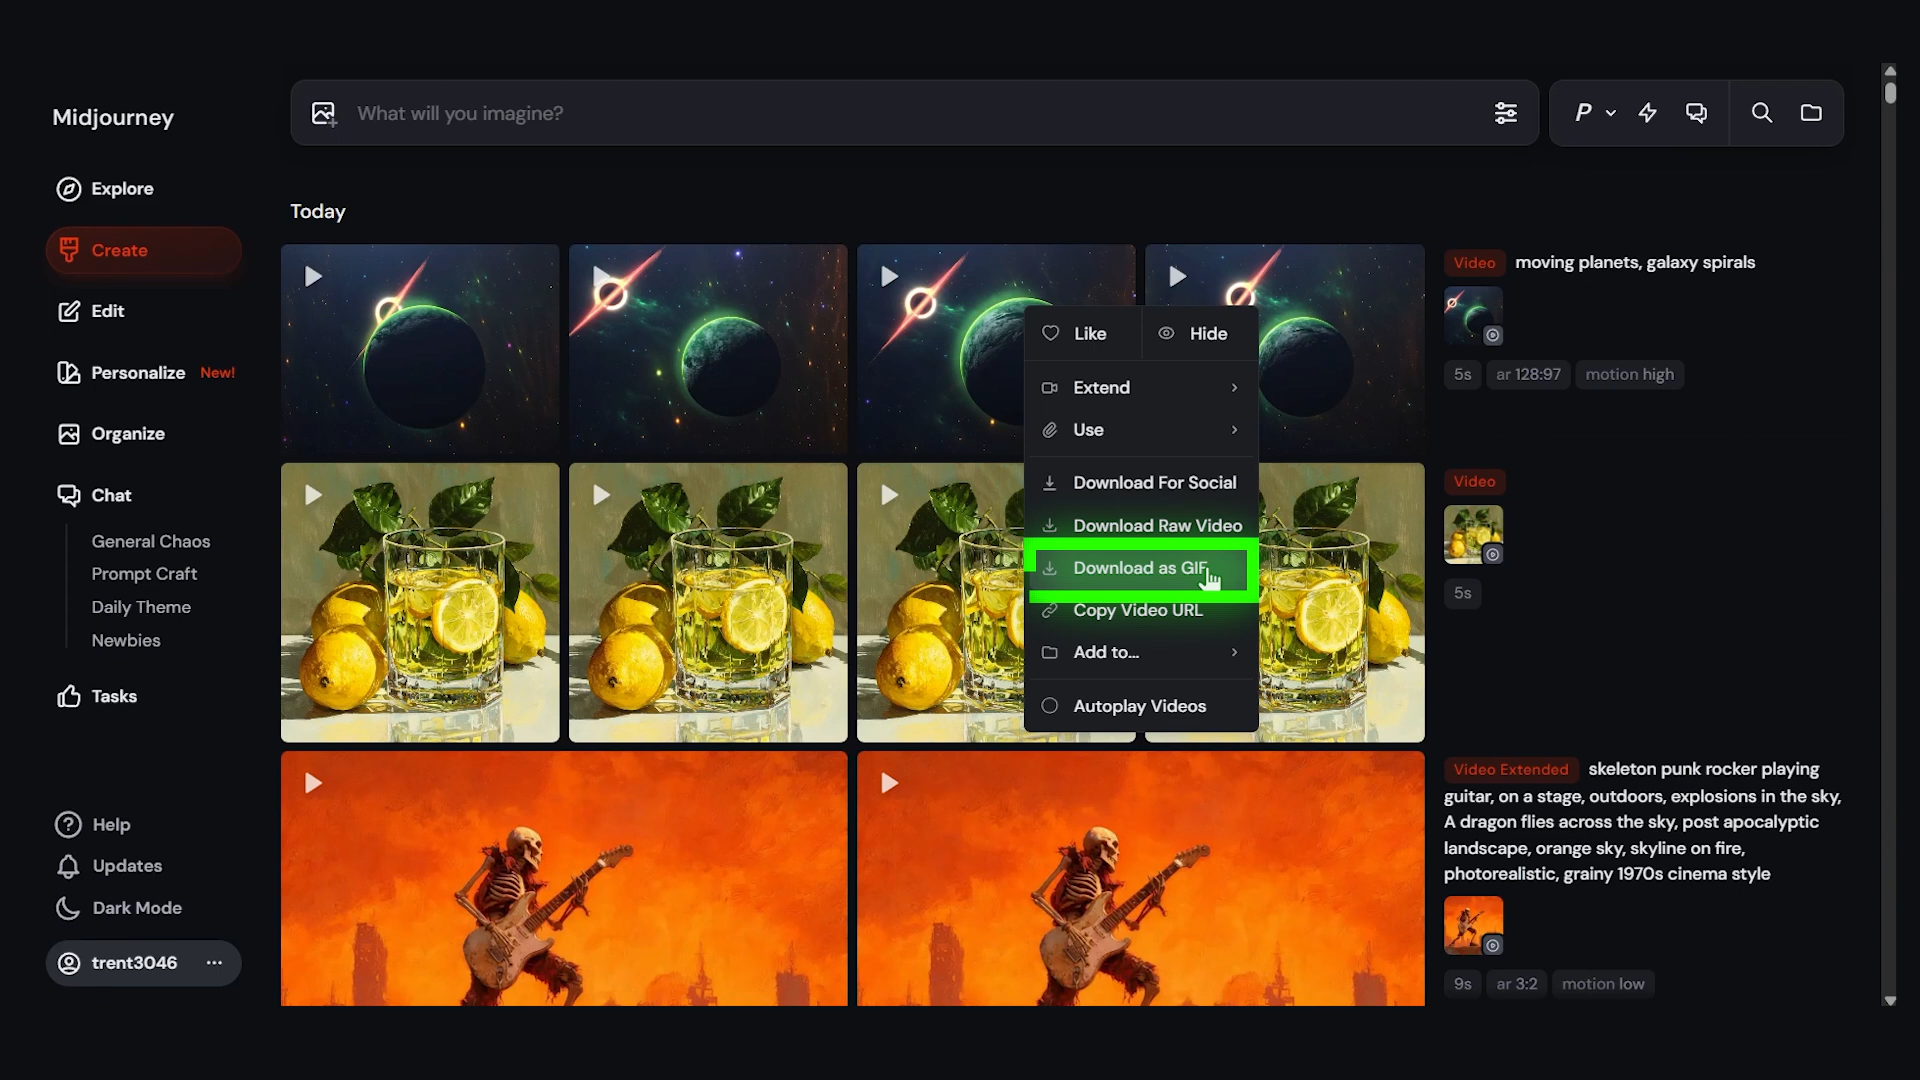 Midjourney
What will you imagine?
P
Explore
Create
Edit
Personalize New!
Organize
Chat
General Chaos
Prompt Craft
Daily Theme
Newbies
Tasks
Help
Updates
Dark Mode
trent3046 ...
Today
Like
Hide
Extend
Use
Download For Social
Download Raw Video
Download as GIF
Copy Video URL
Add to...
Autoplay Videos
Video moving planets, galaxy spirals
5s ar 128:97 motion high
Video
5s
Video Extended skeleton punk rocker playing
guitar, on a stage, outdoors, explosions in the sky,
A dragon flies across the sky, post apocalyptic
landscape, orange sky, skyline on fire,
photorealistic, grainy 1970s cinema style
9s ar 3:2 motion low